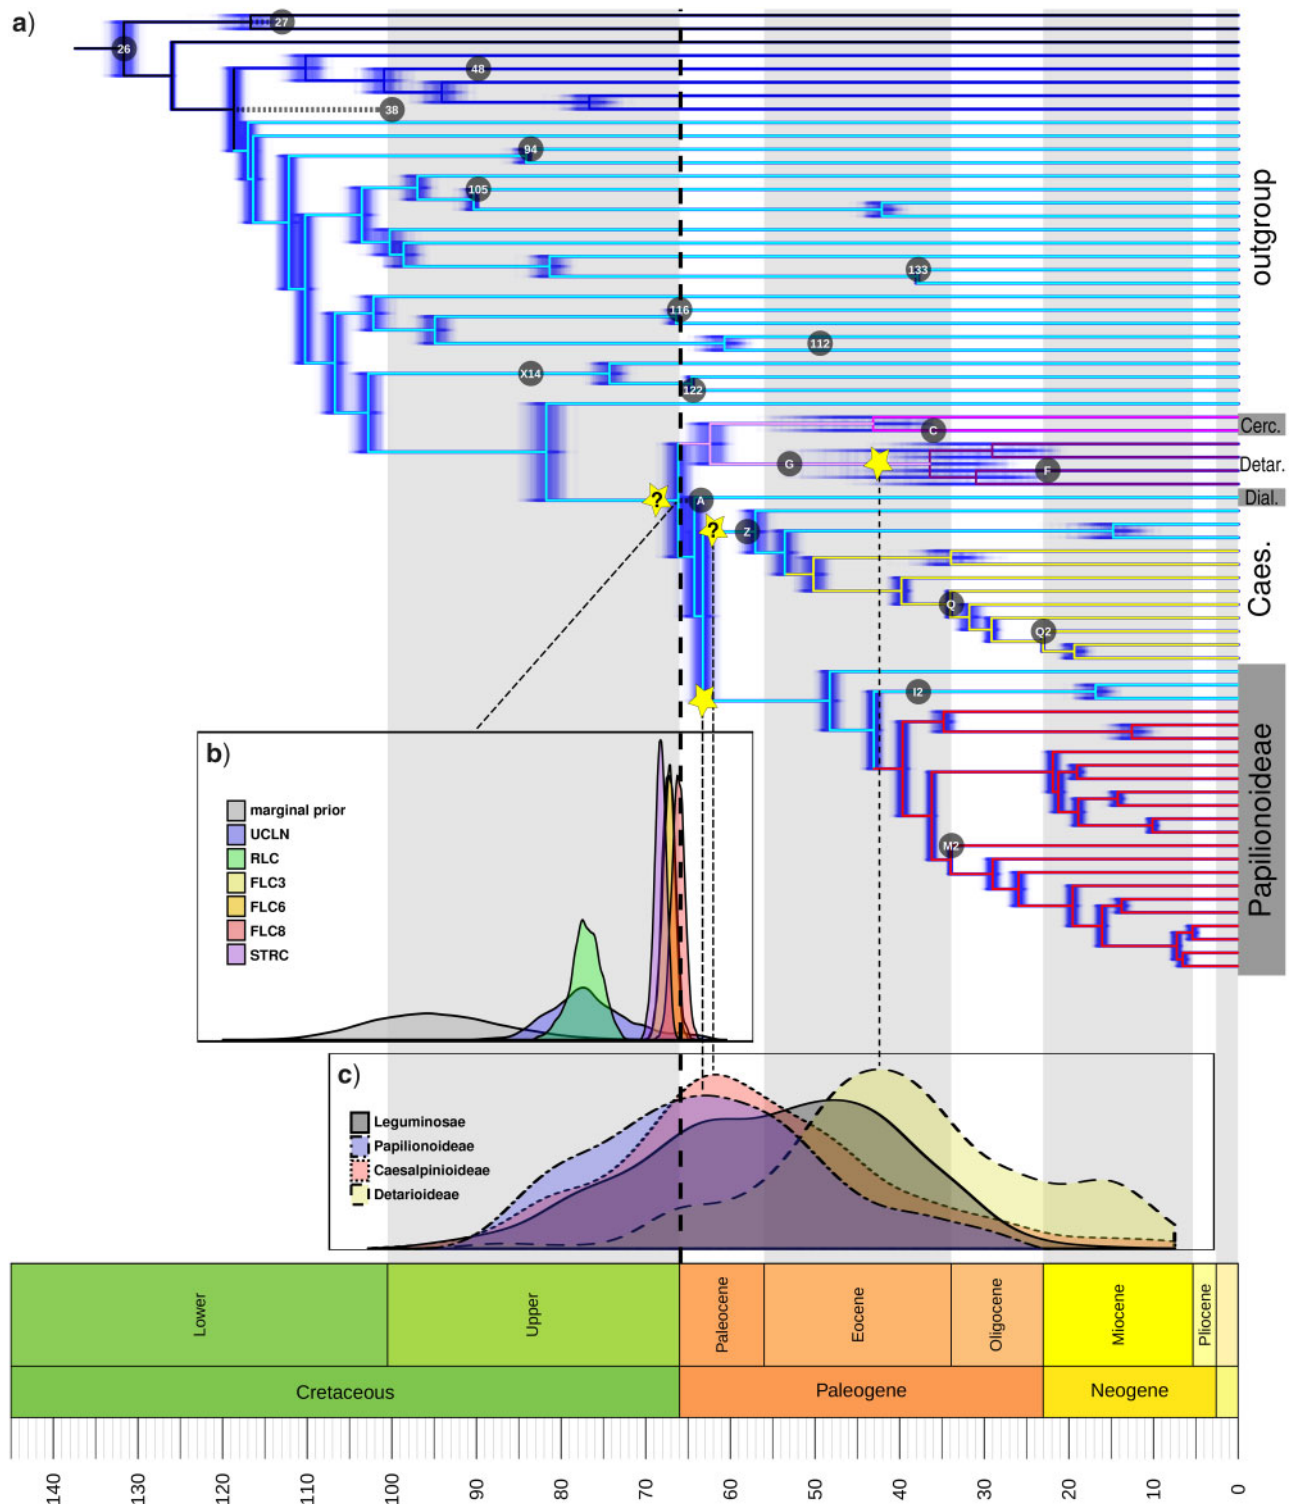 a)
27
26
48
38
94
105
outgroup
133
116
112
X14
122
Cerc.
C
G
Detar.
F
?
A
Dial.
?
Z
Caes.
Q
Q2
I2
Papilionoideae
M2
b)
marginal prior
UCLN
RLC
FLC3
FLC6
FLC8
STRC
c)
Leguminosae
Papilionoideae
Caesalpinioideae
Detarioideae
Lower
Upper
Paleocene
Eocene
Oligocene
Miocene
Pliocene
Cretaceous
Paleogene
Neogene
140 130 120 110 100 90 80 70 60 50 40 30 20 10 0